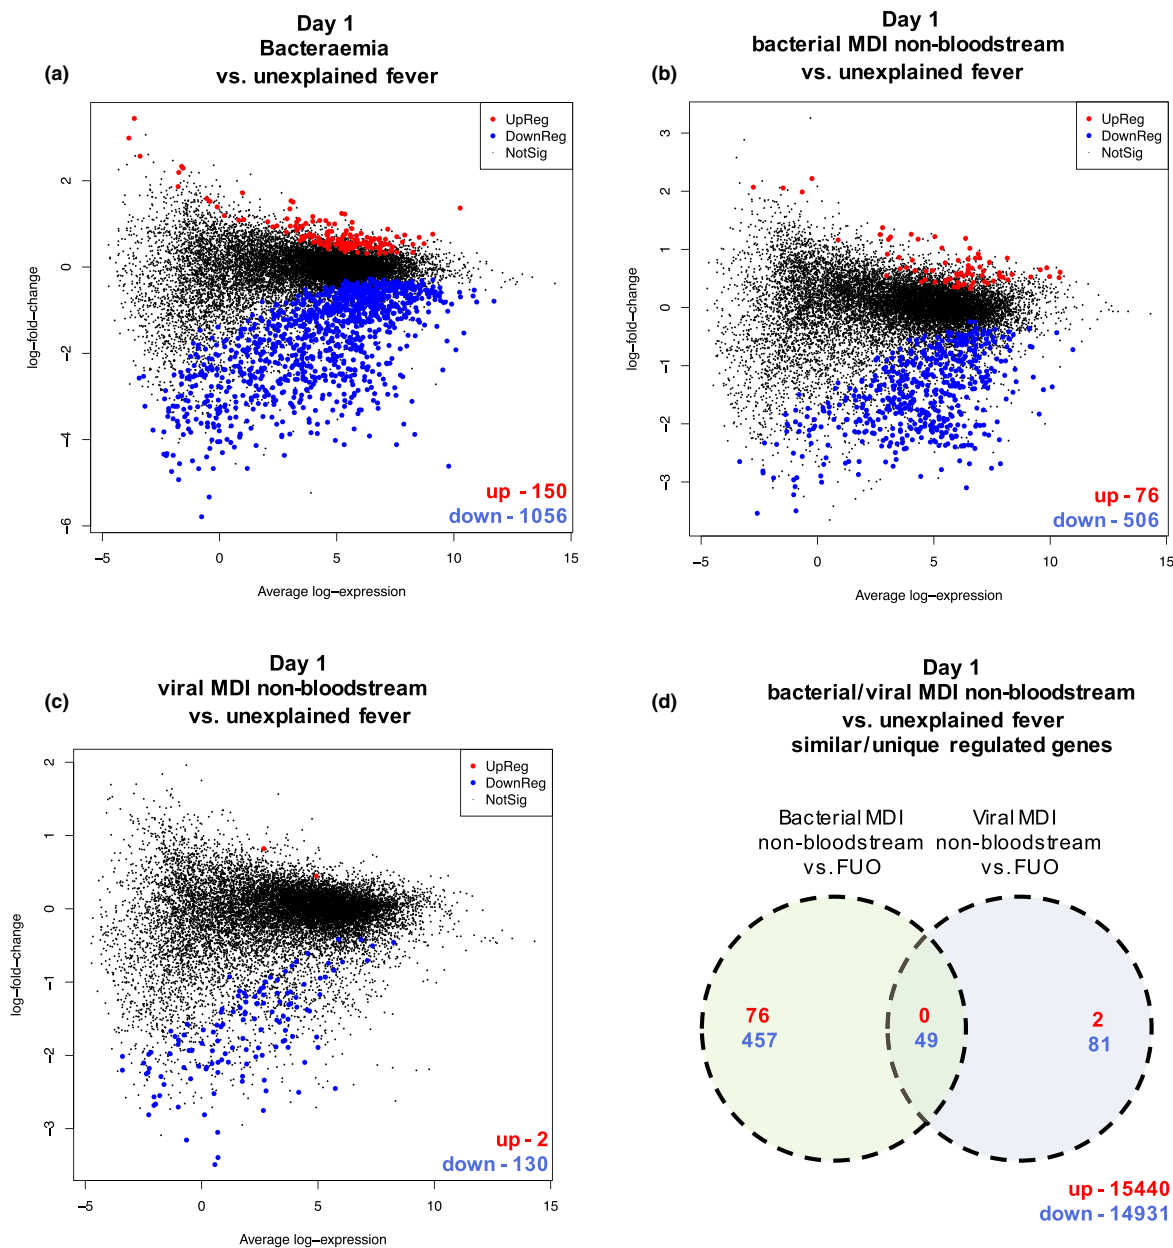 Day 1
Bacteraemia
vs. unexplained fever
(a)
UpReg
DownReg
NotSig
2
0
−2
−4
−6
log−fold−change
up - 150
down - 1056
−5
0
5
10
15
Average log−expression
Day 1
bacterial MDI non-bloodstream
vs. unexplained fever
(b)
UpReg
DownReg
NotSig
3
2
1
0
−1
−2
−3
log−fold−change
up - 76
down - 506
−5
0
5
10
15
Average log−expression
Day 1
viral MDI non-bloodstream
vs. unexplained fever
(c)
UpReg
DownReg
NotSig
2
1
0
−1
−2
−3
log−fold−change
up - 2
down - 130
−5
0
5
10
15
Average log−expression
Day 1
bacterial/viral MDI non-bloodstream
vs. unexplained fever
similar/unique regulated genes
(d)
Bacterial MDI
non-bloodstream
vs. FUO
Viral MDI
non-bloodstream
vs. FUO
76
457
0
49
2
81
up - 15440
down - 14931